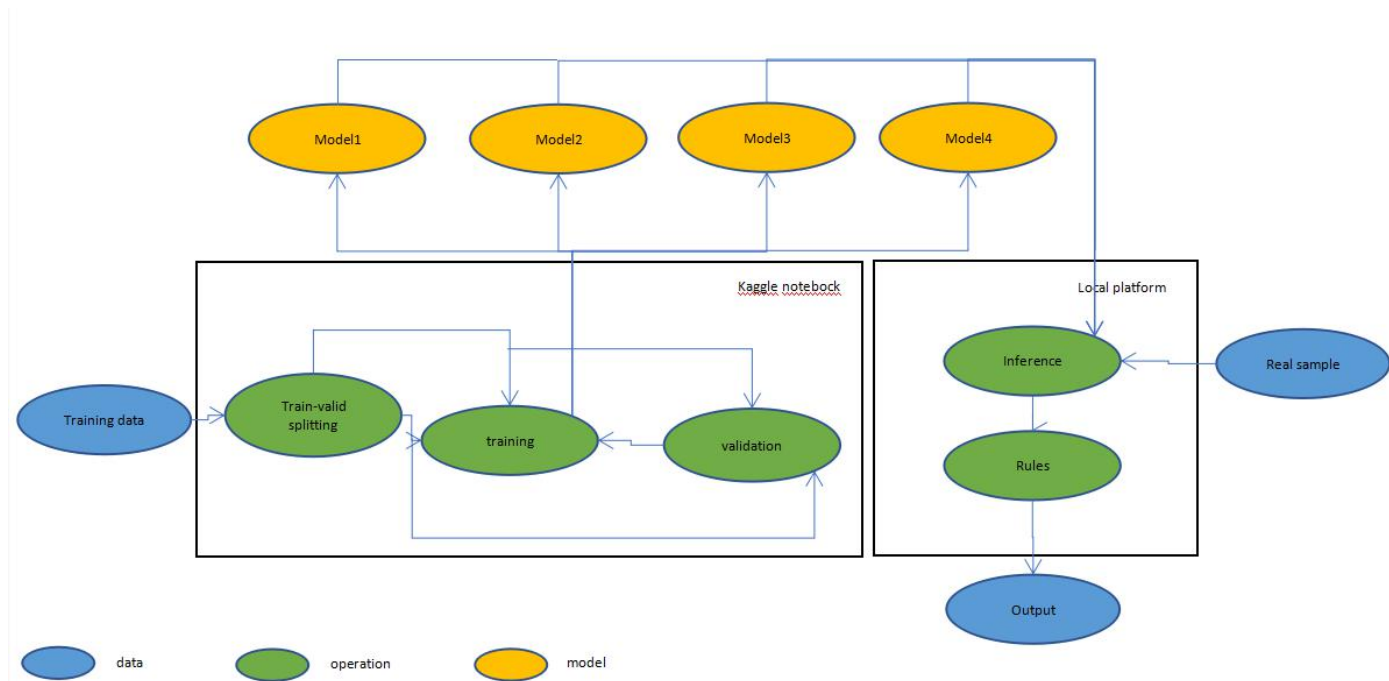 Model1
Model2
Model3
Model4
Kaggle notebock
Local platform
Training data
Train-valid
splitting
training
validation
Inference
Real sample
Rules
Output
data
operation
model